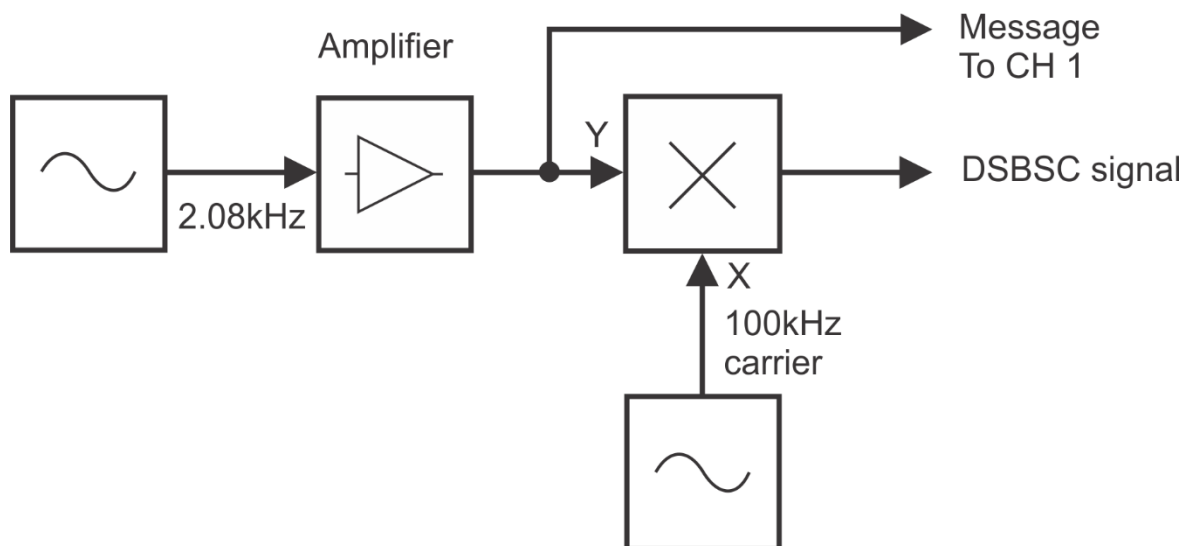 Amplifier
Message
To CH 1
Y
DSBSC signal
2.08kHz
X
100kHz
carrier